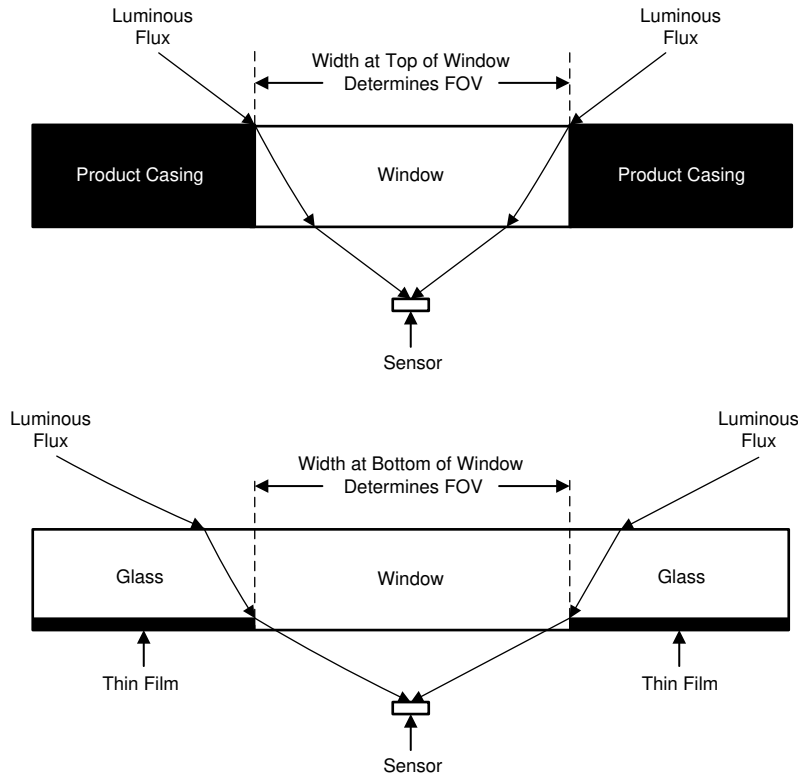 Luminous
Flux
Luminous
Flux
Width at Top of Window
Determines FOV
Product Casing
Window
Product Casing
Sensor
Luminous
Flux
Luminous
Flux
Width at Bottom of Window
Determines FOV
Glass
Window
Glass
Thin Film
Thin Film
Sensor